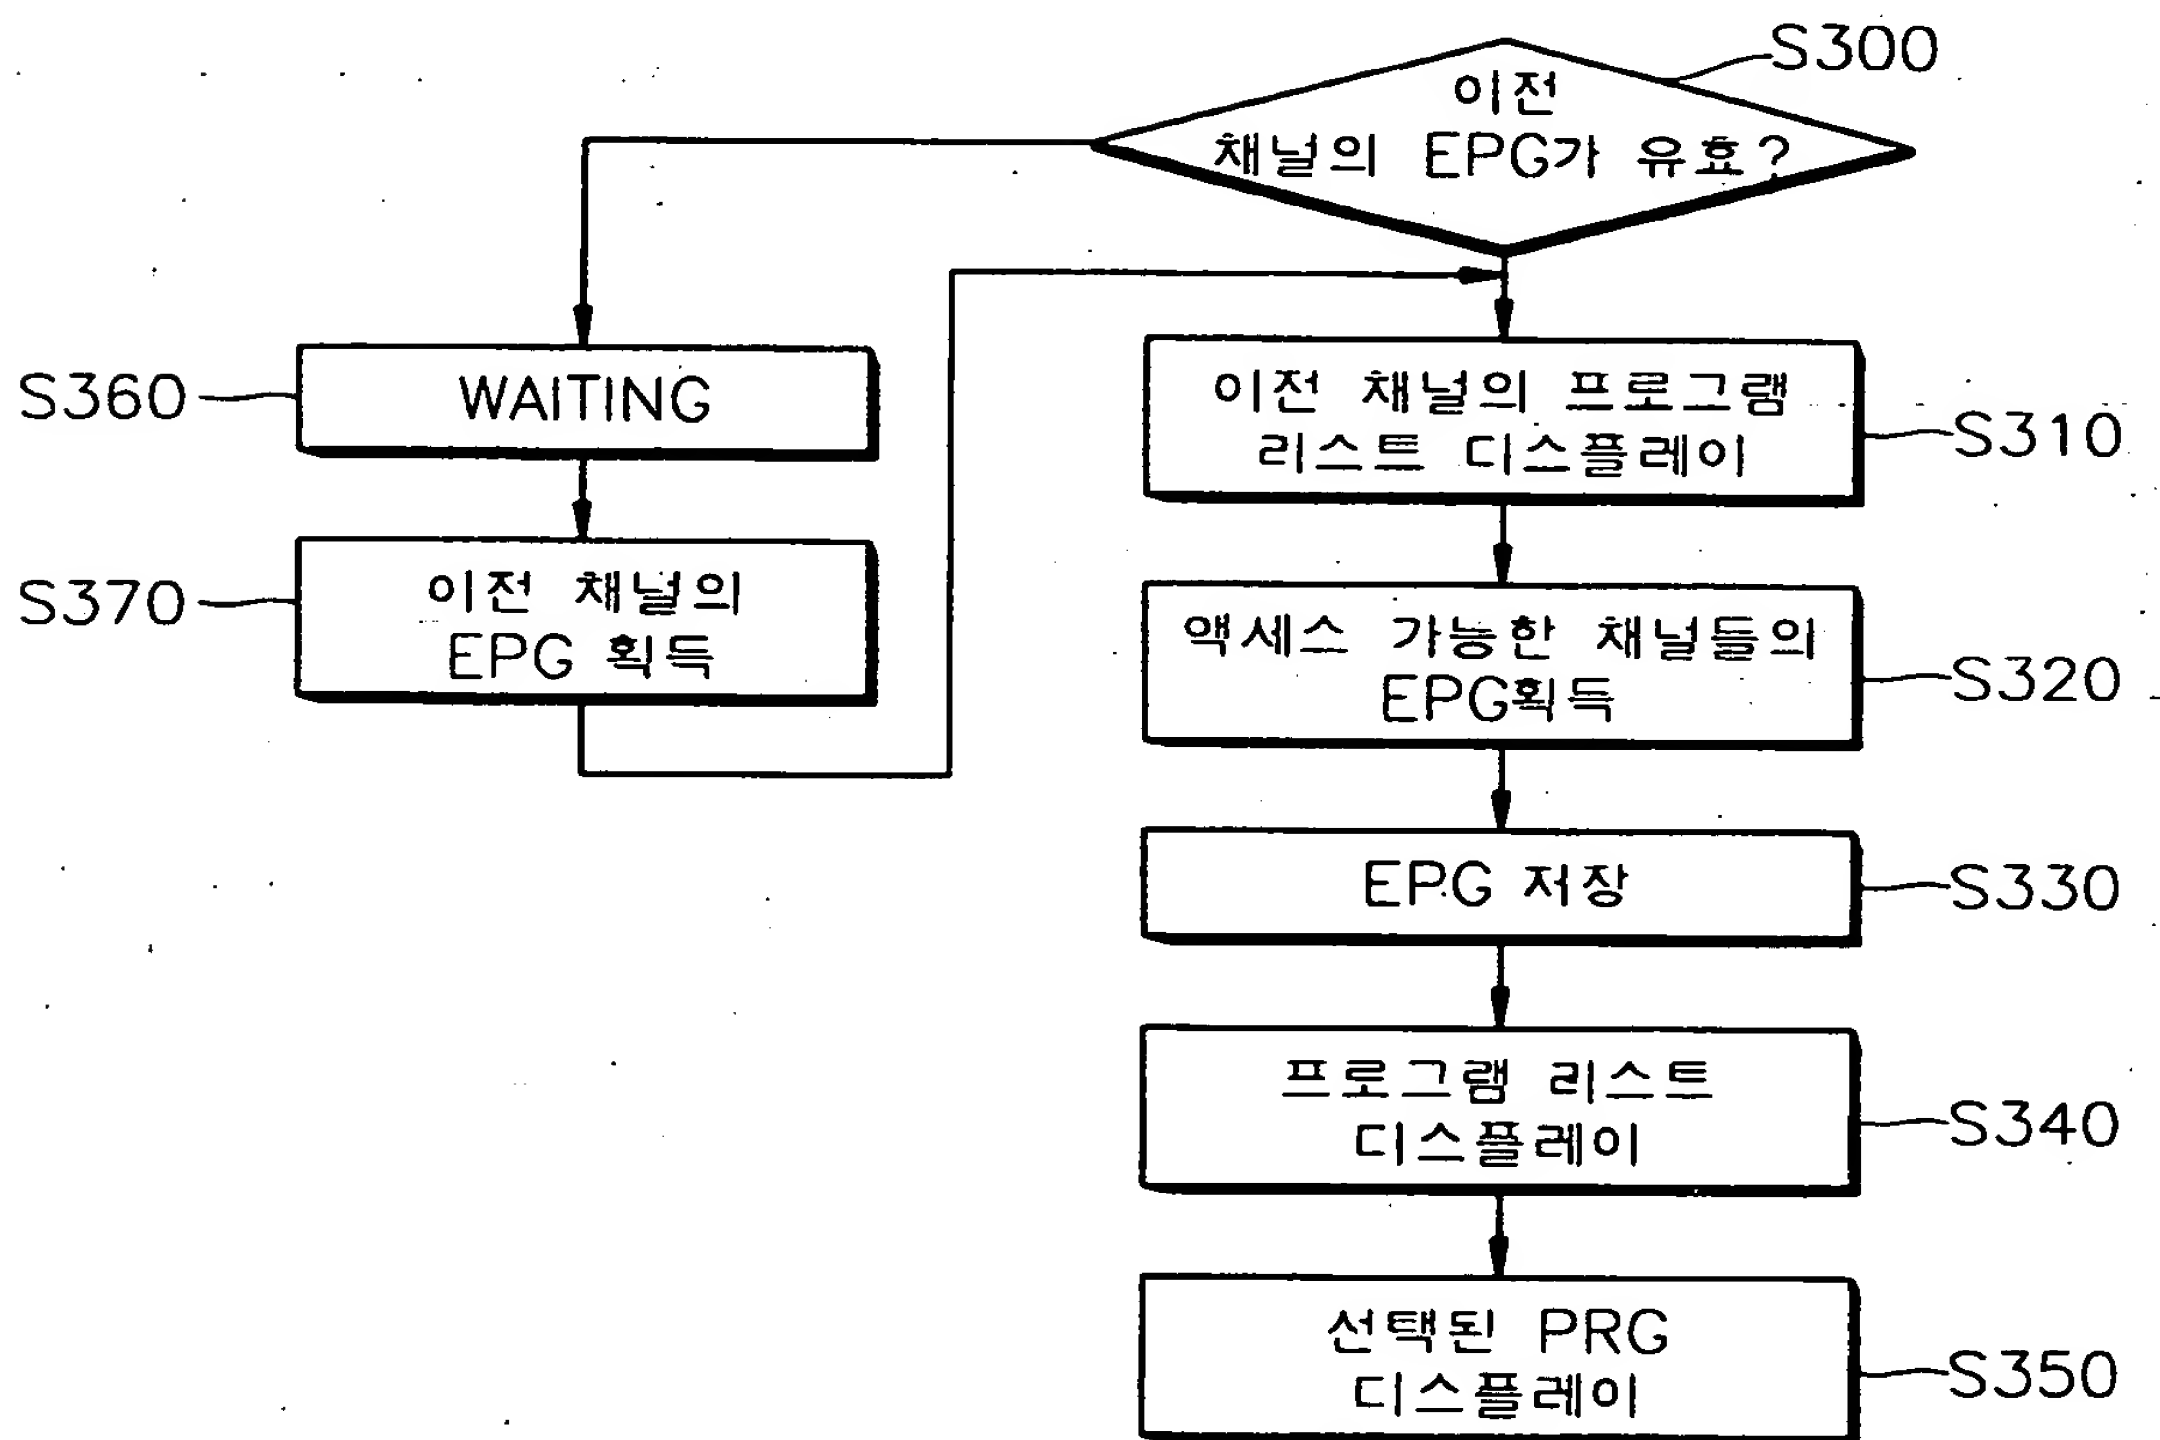 S300
이전
채널의 EPG가 유효?
S360
WAITING
이전 채널의 프로그램
리스트 디스플레이
S310
S370
이전 채널의
EPG 획득
액세스 가능한 채널들의
EPG획득
S320
EPG 저장
S330
프로그램 리스트
디스플레이
S340
선택된 PRG
디스플레이
S350